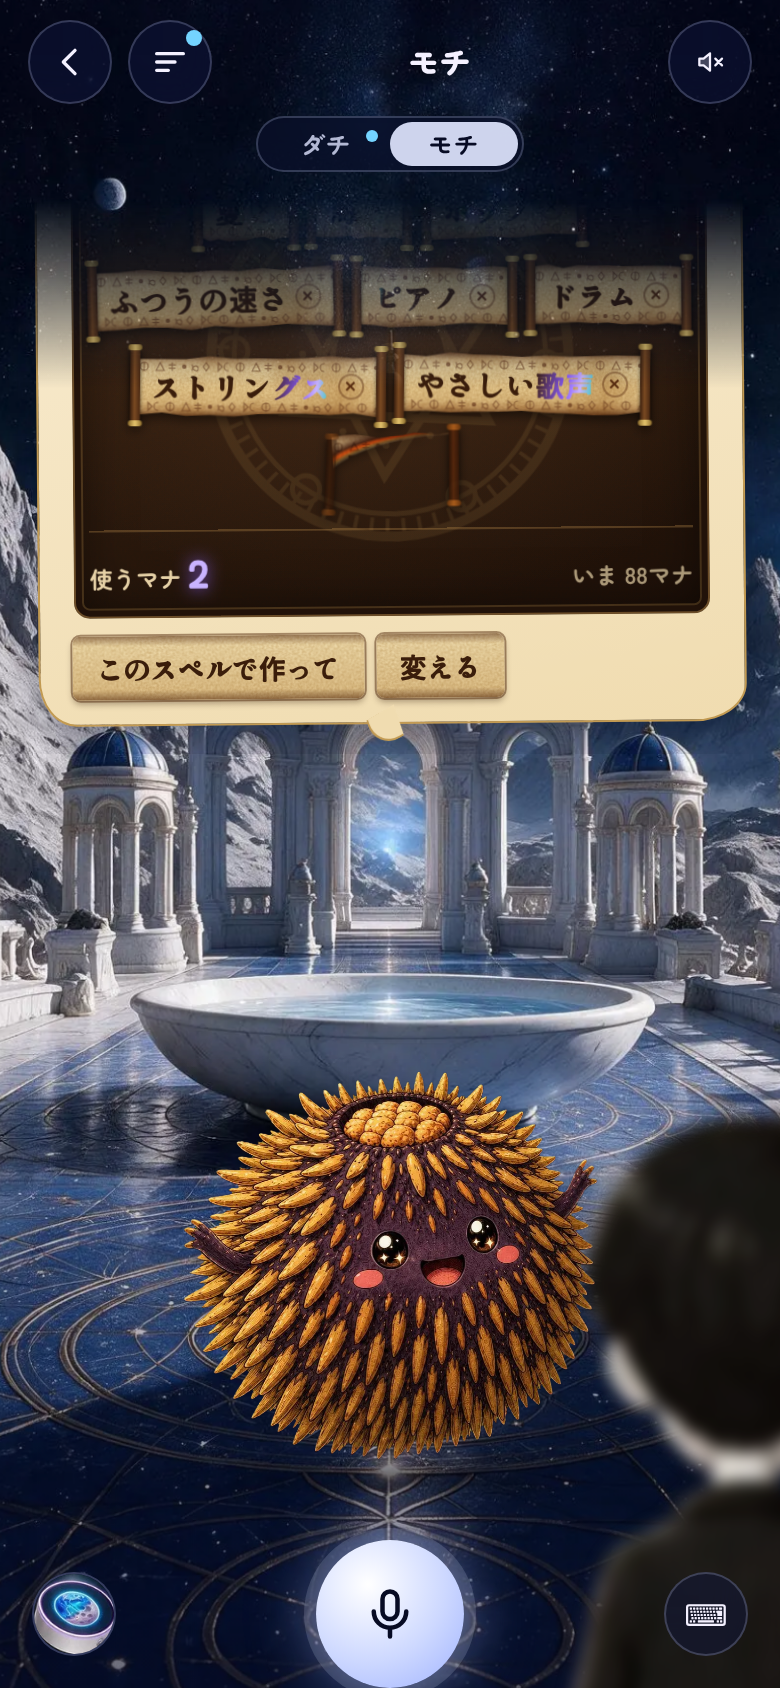 モチ
ダチ モチ
ふつうの速さ ピアノ ドラム
ストリングス やさしい歌声
使うマナ 2 いま 88マナ
このスペルで作って 変える